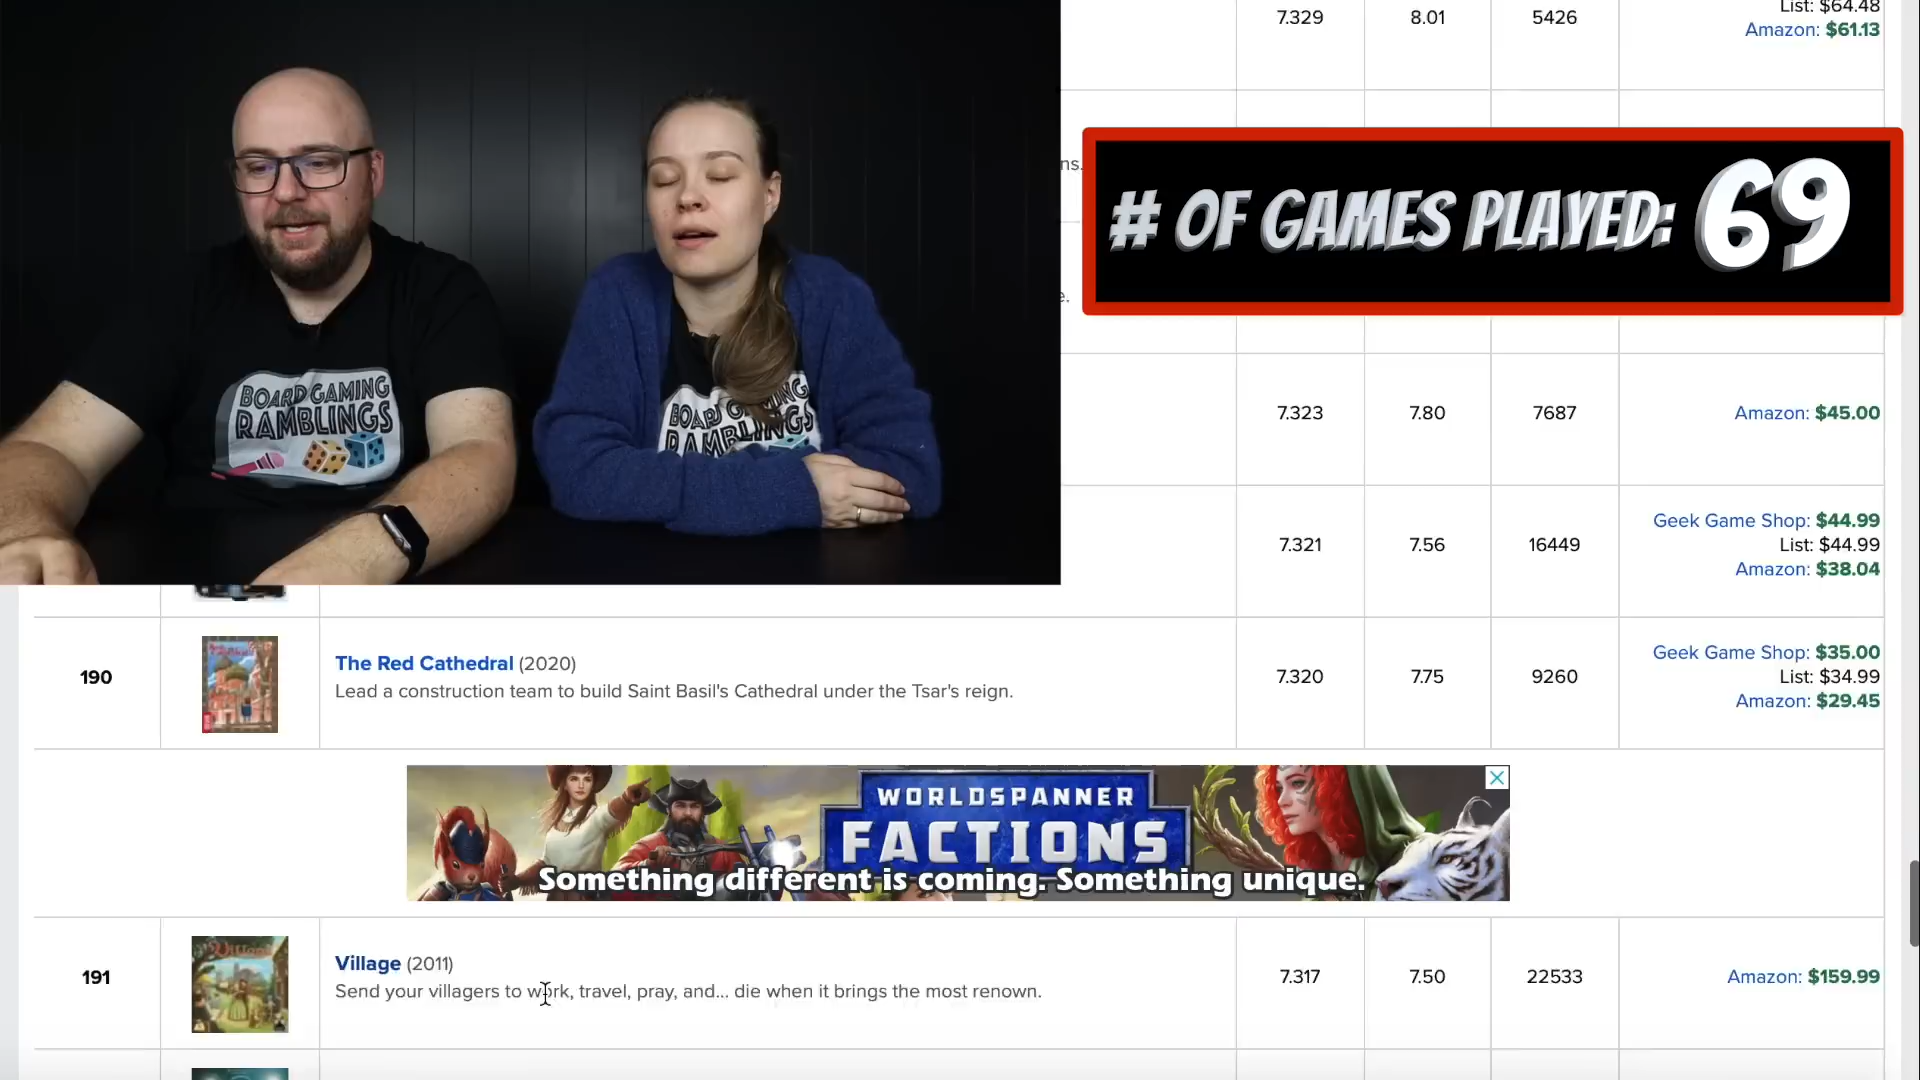 List: $64.48
7.329 8.01 5426
Amazon: $61.13
ns.
# OF GAMES PLAYED: 69
e.
BOARD GAMING
RAMBLINGS
BOARD GAMING
RAMBLINGS
7.323 7.80 7687 Amazon: $45.00
Geek Game Shop: $44.99
7.321 7.56 16449 List: $44.99
Amazon: $38.04
190 The Red Cathedral (2020) 7.320 7.75 9260 Geek Game Shop: $35.00
Lead a construction team to build Saint Basil's Cathedral under the Tsar's reign. List: $34.99
Amazon: $29.45
WORLDSPANNER
FACTIONS
Something different is coming. Something unique.
Village
191 Village (2011) 7.317 7.50 22533 Amazon: $159.99
Send your villagers to work, travel, pray, and... die when it brings the most renown.